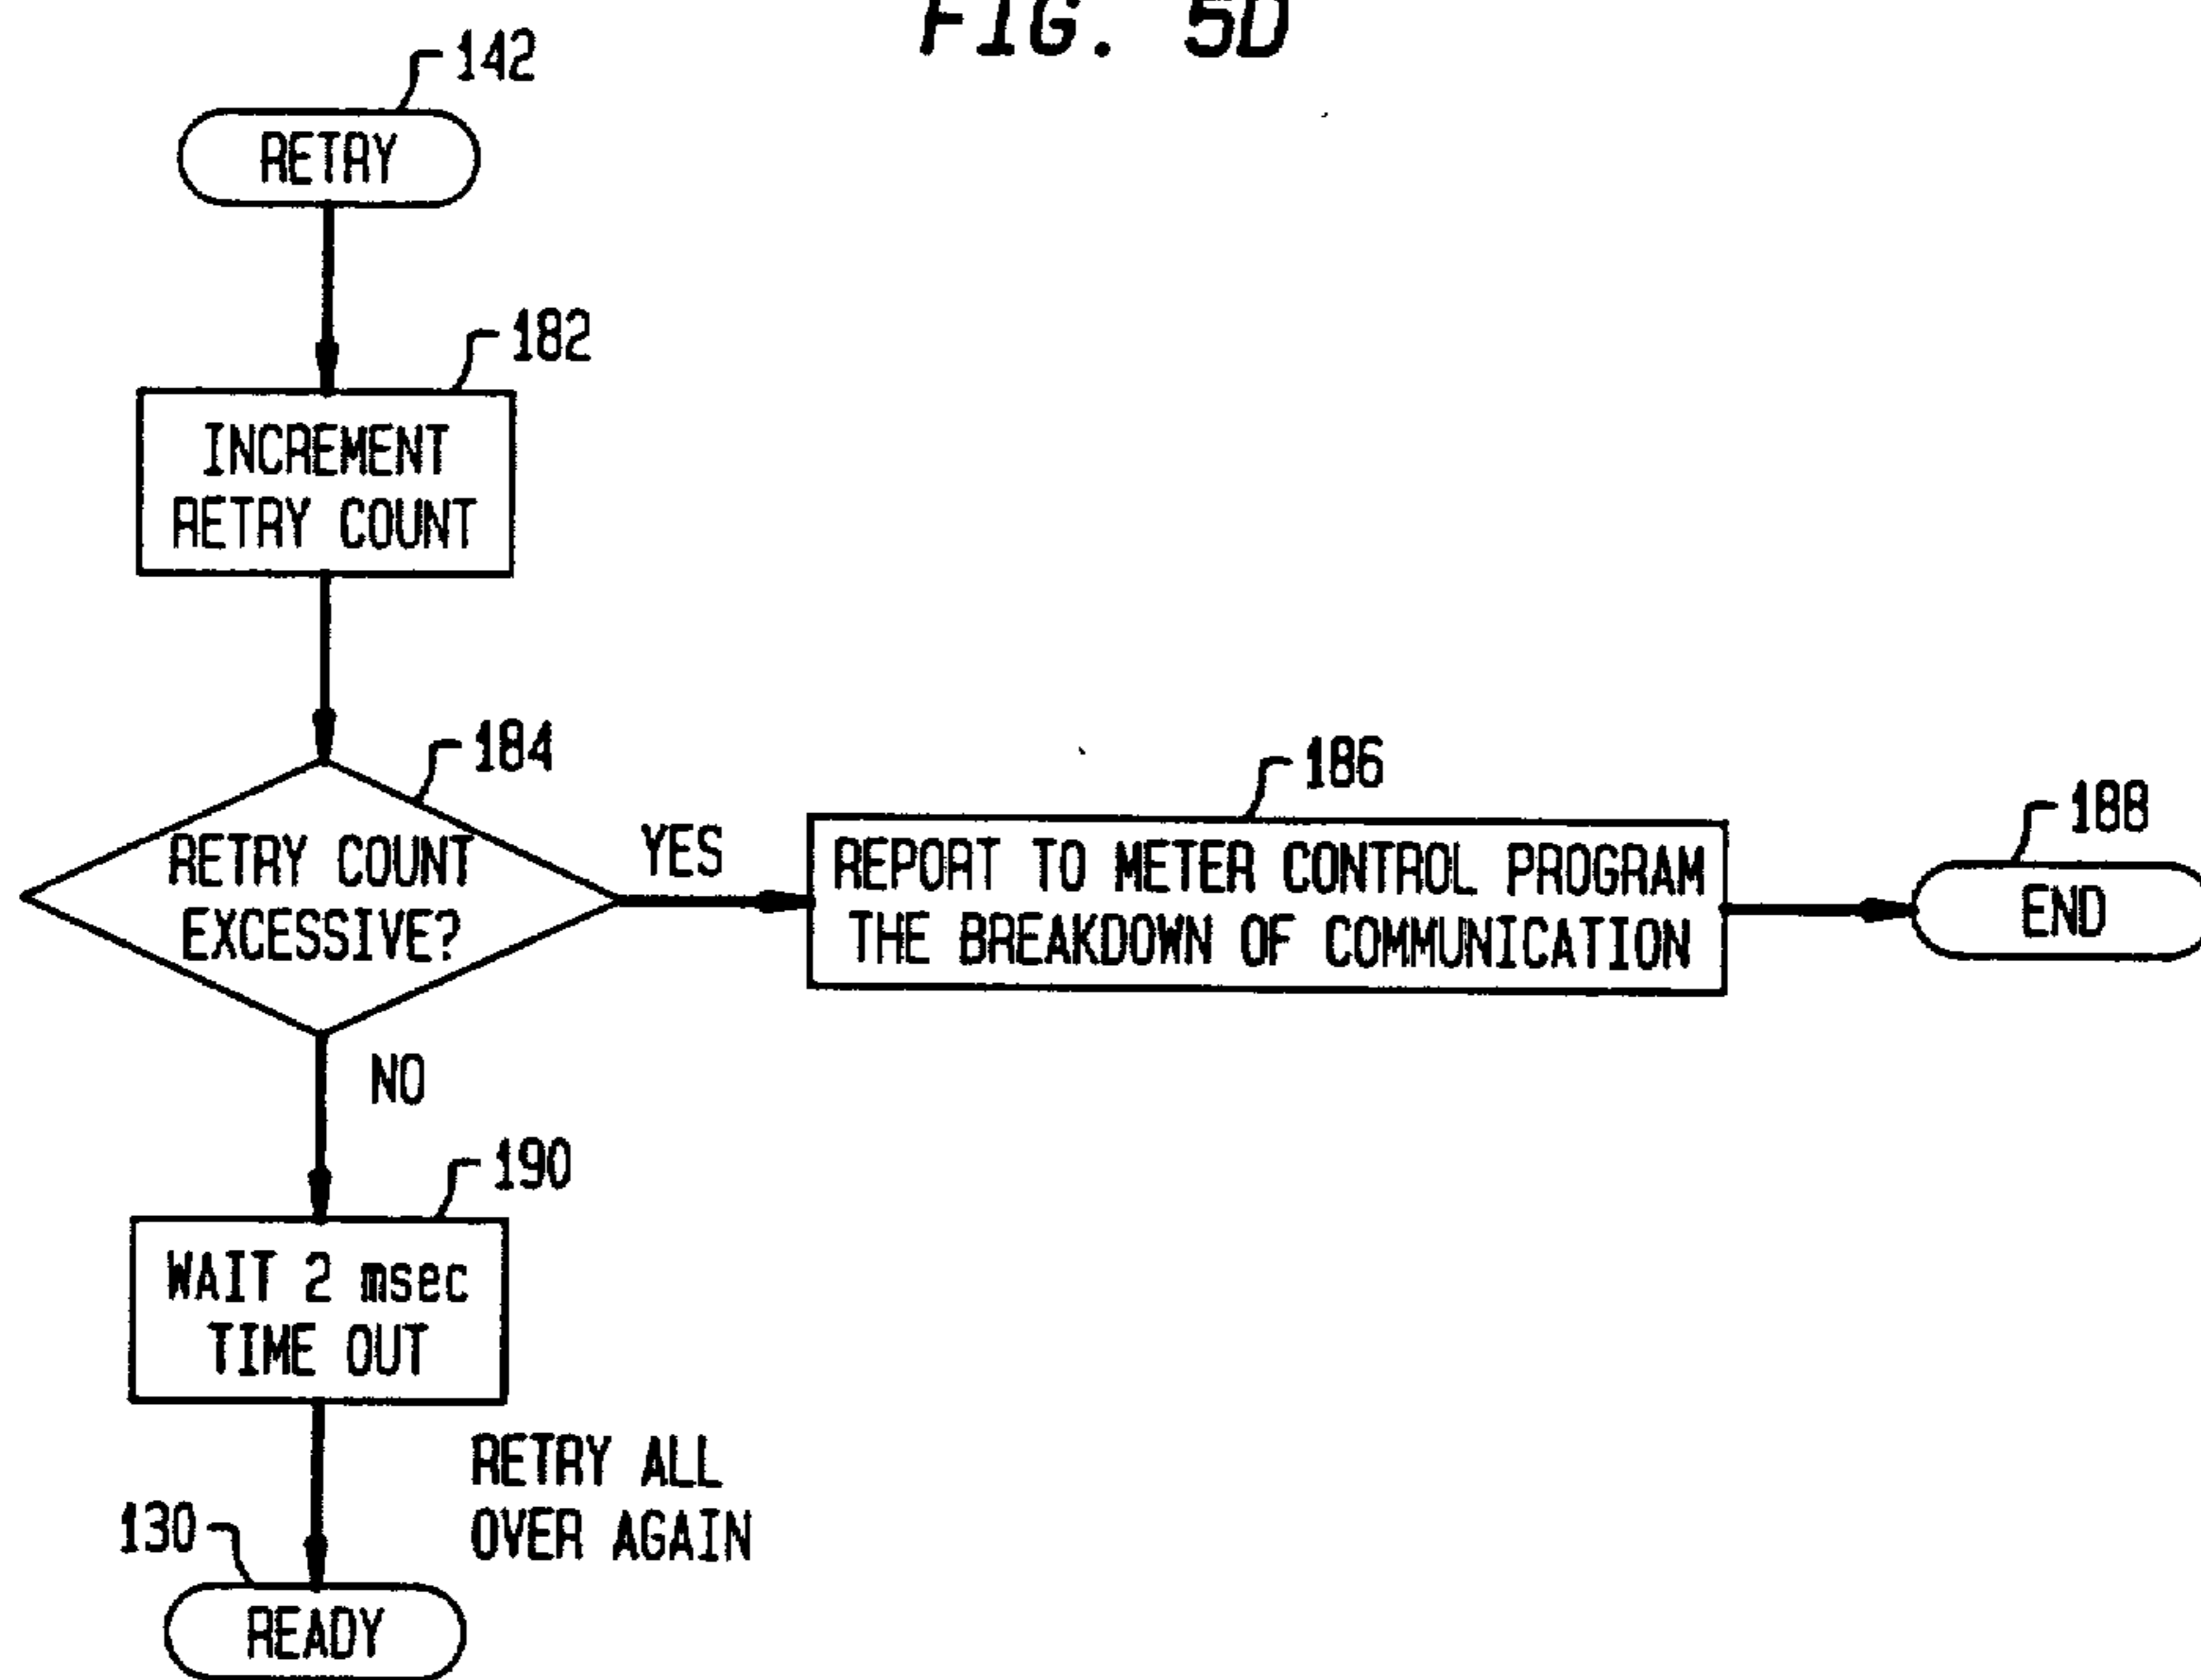 FIG. 5D
142
RETRY
182
INCREMENT
RETRY COUNT
184
RETRY COUNT
EXCESSIVE?
YES
186
REPORT TO METER CONTROL PROGRAM
THE BREAKDOWN OF COMMUNICATION
188
END
NO
190
WAIT 2 msec
TIME OUT
RETRY ALL
OVER AGAIN
130
READY